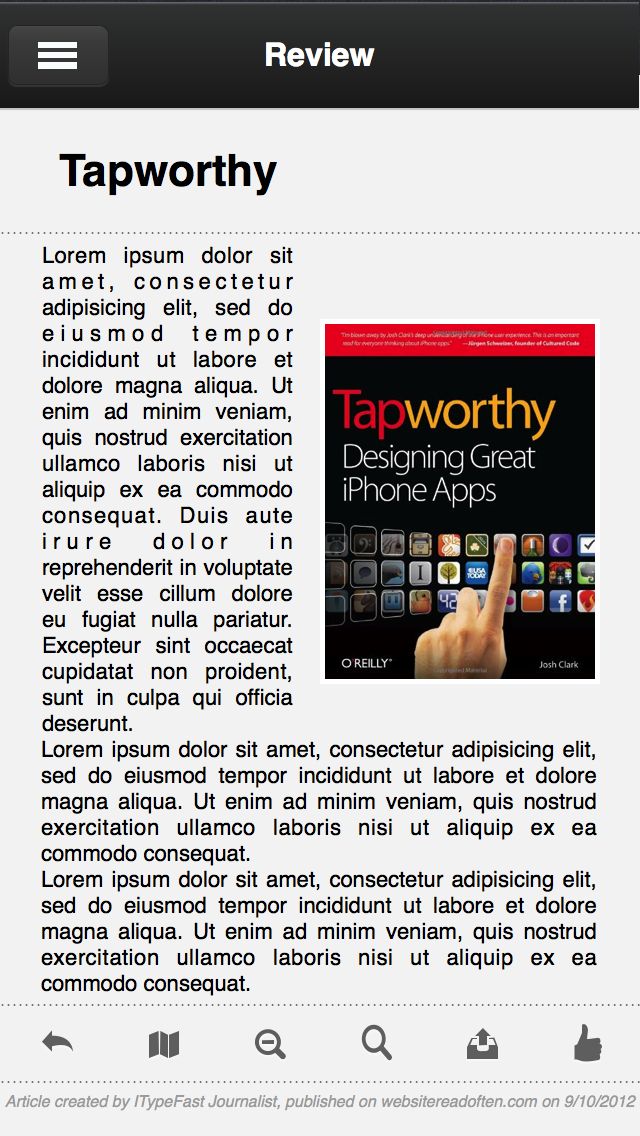 Review
Tapworthy
Lorem ipsum dolor sit
amet, consectetur
adipisicing elit, sed do
eiusmod tempor
incididunt ut labore et
dolore magna aliqua. Ut
enim ad minim veniam,
quis nostrud exercitation
ullamco laboris nisi ut
aliquip ex ea commodo
consequat. Duis aute
irure dolor in
reprehenderit in voluptate
velit esse cillum dolore
eu fugiat nulla pariatur.
Excepteur sint occaecat
cupidatat non proident,
sunt in culpa qui officia
deserunt.
"I'm blown away by Josh Clark's deep understanding of the iPhone user experience. This is an important
read for everyone thinking about iPhone apps." —Jürgen Schweizer, founder of Cultured Code
Tapworthy
Designing Great
iPhone Apps
USA
TODAY
42
O'REILLY®
Josh Clark
Copyrighted Material
Lorem ipsum dolor sit amet, consectetur adipisicing elit,
sed do eiusmod tempor incididunt ut labore et dolore
magna aliqua. Ut enim ad minim veniam, quis nostrud
exercitation ullamco laboris nisi ut aliquip ex ea
commodo consequat.
Lorem ipsum dolor sit amet, consectetur adipisicing elit,
sed do eiusmod tempor incididunt ut labore et dolore
magna aliqua. Ut enim ad minim veniam, quis nostrud
exercitation ullamco laboris nisi ut aliquip ex ea
commodo consequat.
Article created by ITypeFast Journalist, published on websitereadoften.com on 9/10/2012